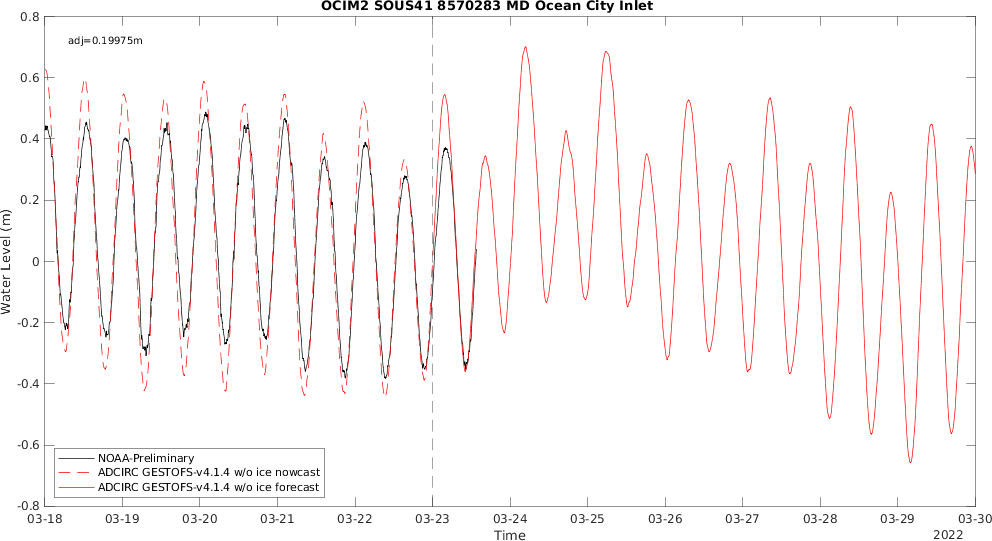 OCIM2 SOUS41 8570283 MD Ocean City Inlet
adj=0.19975m
0.8
0.6
0.4
0.2
0
-0.2
-0.4
-0.6
-0.8
Water Level (m)
NOAA-Preliminary
ADCIRC GESTOFS-v4.1.4 w/o ice nowcast
ADCIRC GESTOFS-v4.1.4 w/o ice forecast
03-18 03-19 03-20 03-21 03-22 03-23 03-24 03-25 03-26 03-27 03-28 03-29 03-30
Time
2022